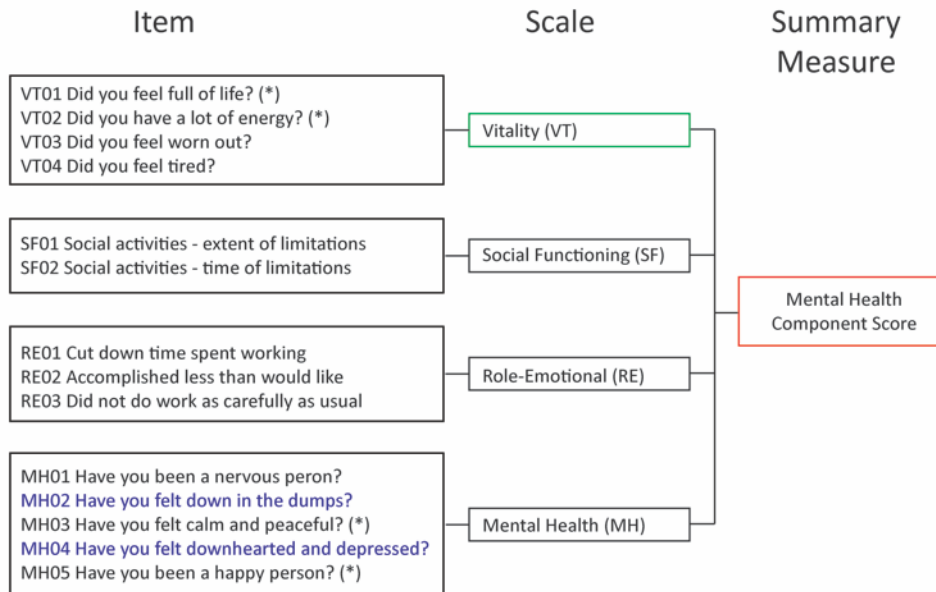 Item
Scale
Summary
Measure
VT01 Did you feel full of life? (*)
VT02 Did you have a lot of energy? (*)
VT03 Did you feel worn out?
VT04 Did you feel tired?
Vitality (VT)
SF01 Social activities - extent of limitations
SF02 Social activities - time of limitations
Social Functioning (SF)
Mental Health
Component Score
RE01 Cut down time spent working
RE02 Accomplished less than would like
RE03 Did not do work as carefully as usual
Role-Emotional (RE)
MH01 Have you been a nervous peron?
MH02 Have you felt down in the dumps?
MH03 Have you felt calm and peaceful? (*)
MH04 Have you felt downhearted and depressed?
MH05 Have you been a happy person? (*)
Mental Health (MH)